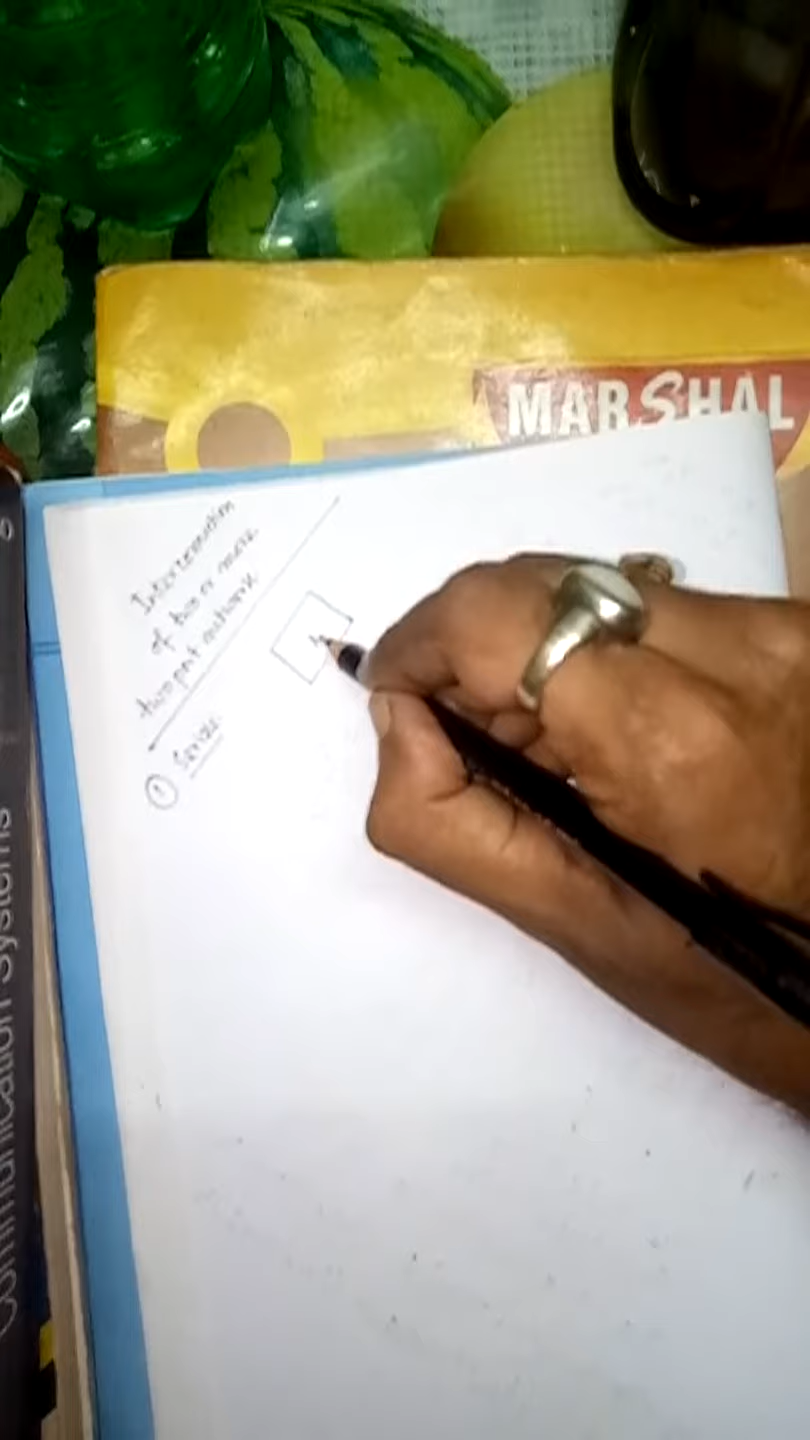 MARSHAL
Interconnection
of two or more
two port network
① Series
Communication Systems